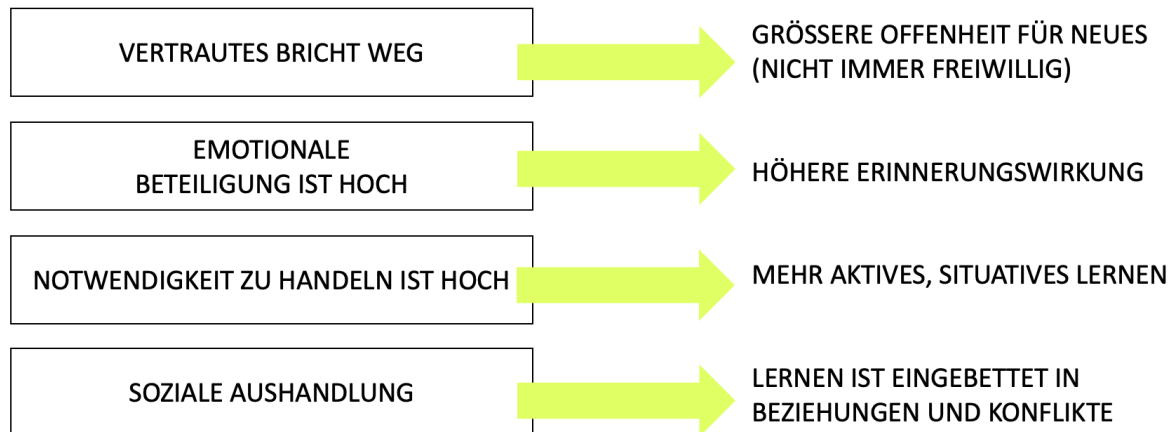 VERTRAUTES BRICHT WEG
GRÖSSERE OFFENHEIT FÜR NEUES
(NICHT IMMER FREIWILLIG)
EMOTIONALE
BETEILIGUNG IST HOCH
HÖHERE ERINNERUNGSWIRKUNG
NOTWENDIGKEIT ZU HANDELN IST HOCH
MEHR AKTIVES, SITUATIVES LERNEN
SOZIALE AUSHANDLUNG
LERNEN IST EINGEBETTET IN
BEZIEHUNGEN UND KONFLIKTE